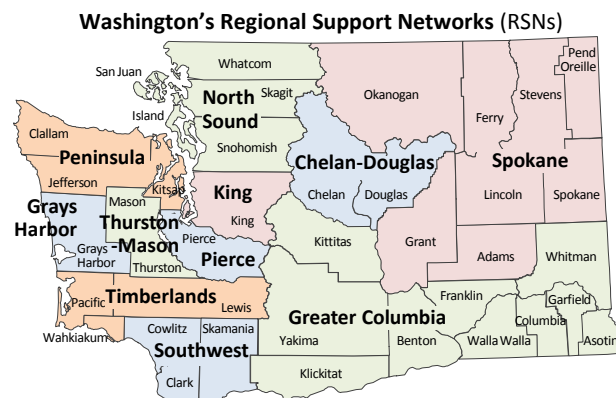 Washington's Regional Support Networks (RSNs)
San Juan
Whatcom
Skagit
Island
North
Sound
Snohomish
Okanogan
Ferry
Stevens
Pend
Oreille
Clallam
Peninsula
Jefferson
Kitsap
King
King
Chelan-Douglas
Chelan
Douglas
Spokane
Lincoln
Spokane
Grays
Harbor
Grays
Harbor
Mason
Thurston
-Mason
Thurston
Pierce
Pierce
Kittitas
Grant
Adams
Whitman
Timberlands
Pacific
Lewis
Wahkiakum
Cowlitz
Skamania
Southwest
Clark
Greater Columbia
Yakima
Klickitat
Benton
Franklin
Walla Walla
Columbia
Garfield
Asotin